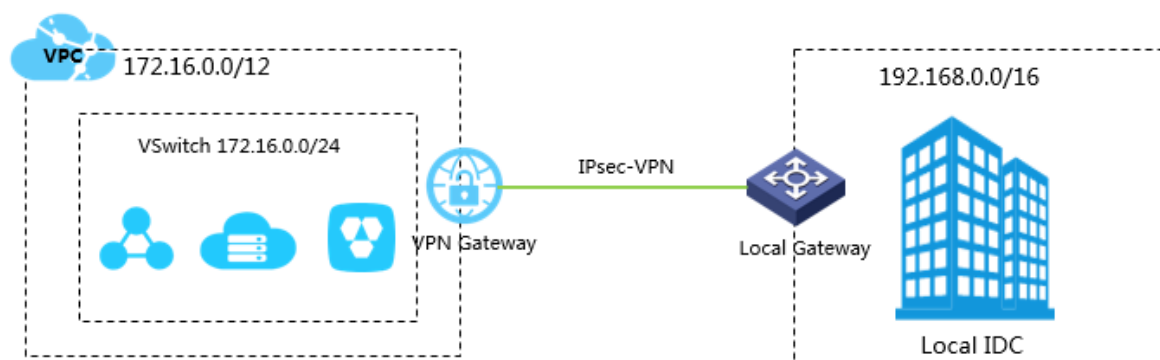 VPC
172.16.0.0/12
192.168.0.0/16
VSwitch 172.16.0.0/24
IPsec-VPN
VPN Gateway
Local Gateway
Local IDC